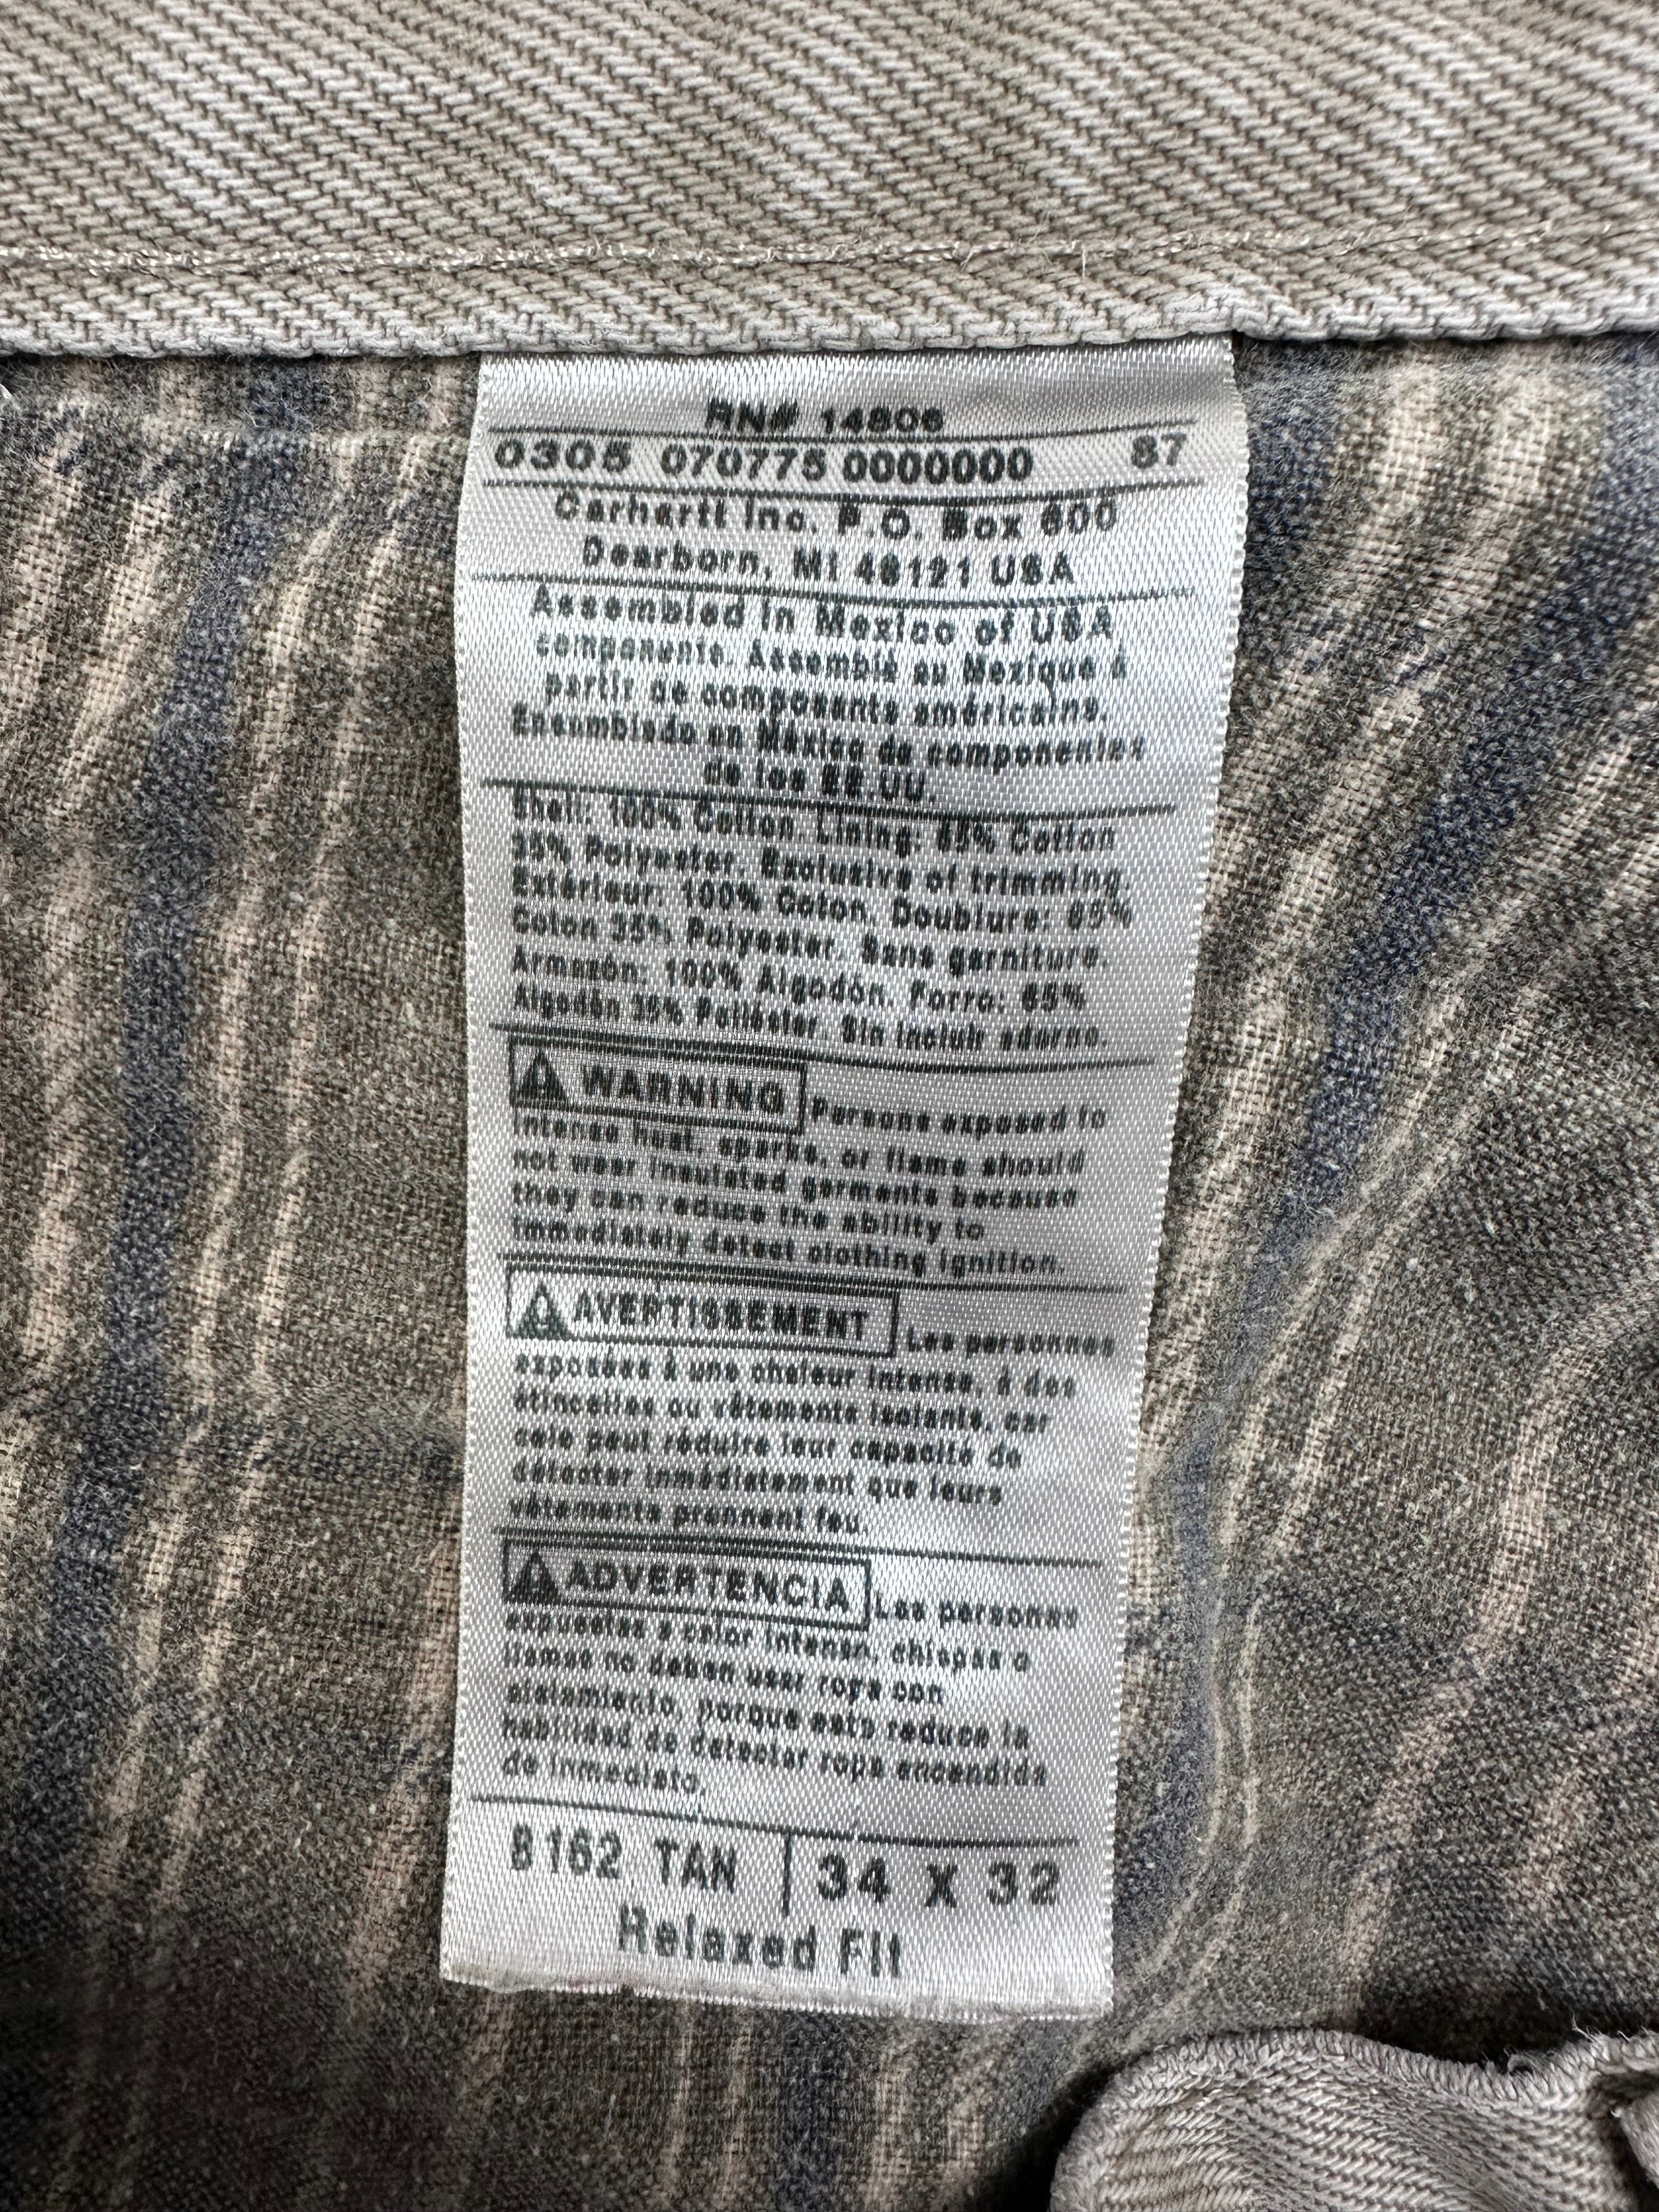 RN# 14806
0305 070775 0000000 87
Carhartt Inc. P.O. Box 600
Dearborn, MI 48121 USA
Assembled in Mexico of USA
components. Assemblé au Mexique à
partir de composants américains.
Ensamblado en México de componentes
de los EE.UU.
Shell: 100% Cotton. Lining: 65% Cotton
35% Polyester. Exclusive of trimming.
Extérieur: 100% Coton. Doublure: 65%
Coton 35% Polyester. Sans garniture
Armazón: 100% Algodón. Forro: 65%
Algodón 35% Poliéster. Sin incluir adorno.
WARNING Persons exposed to
intense heat, sparks, or flame should
not wear insulated garments because
they can reduce the ability to
immediately detect clothing ignition.
AVERTISSEMENT Les personnes
exposées à une chaleur intense, à des
étincelles ou vêtements isolants, car
cela peut réduire leur capacité de
détecter immédiatement que leurs
vêtements prennent feu.
ADVERTENCIA Las personas
expuestas a calor intenso, chispas o
llamas no deben usar ropa con
aislamiento, porque esto reduce la
habilidad de detectar ropa encendida
de inmediato.
B162 TAN 34 X 32
Relaxed Fit